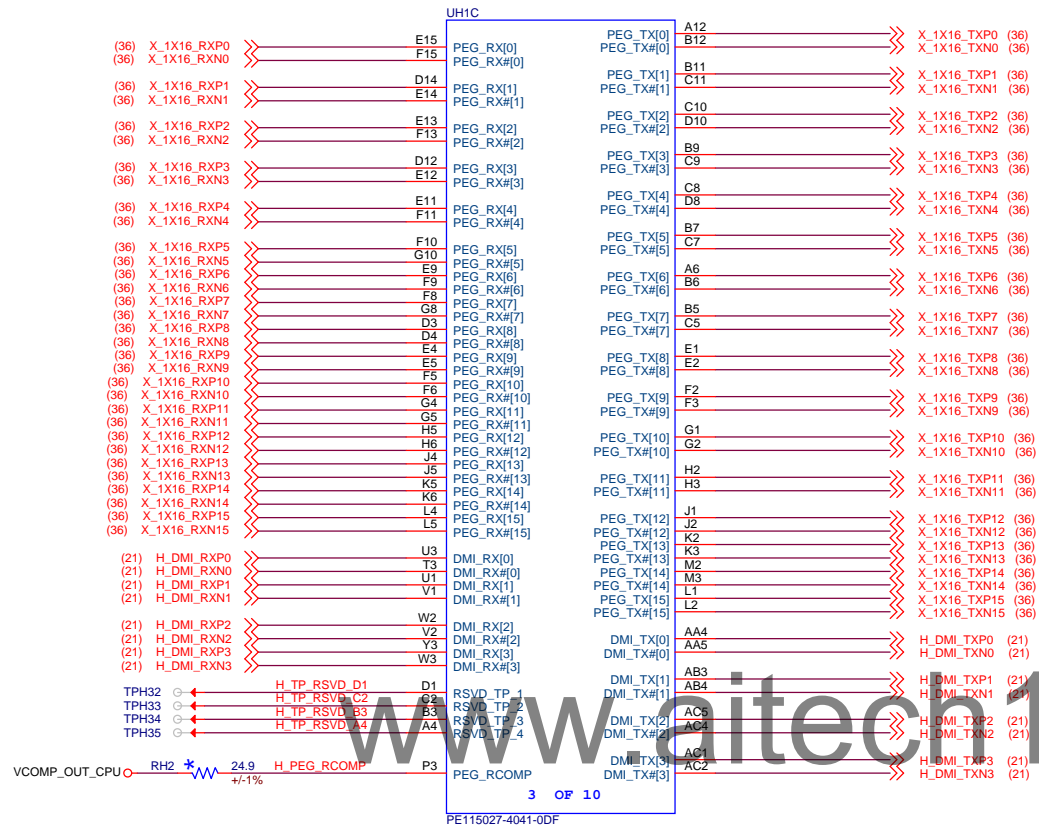 UH1C
(36) X_1X16_RXP0 E15 PEG_RX[0] PEG_TX[0] A12 X_1X16_TXP0 (36)
(36) X_1X16_RXN0 F15 PEG_RX#[0] PEG_TX#[0] B12 X_1X16_TXN0 (36)
(36) X_1X16_RXP1 D14 PEG_RX[1] PEG_TX[1] B11 X_1X16_TXP1 (36)
(36) X_1X16_RXN1 E14 PEG_RX#[1] PEG_TX#[1] C11 X_1X16_TXN1 (36)
(36) X_1X16_RXP2 E13 PEG_RX[2] PEG_TX[2] C10 X_1X16_TXP2 (36)
(36) X_1X16_RXN2 F13 PEG_RX#[2] PEG_TX#[2] D10 X_1X16_TXN2 (36)
(36) X_1X16_RXP3 D12 PEG_RX[3] PEG_TX[3] B9 X_1X16_TXP3 (36)
(36) X_1X16_RXN3 E12 PEG_RX#[3] PEG_TX#[3] C9 X_1X16_TXN3 (36)
(36) X_1X16_RXP4 E11 PEG_RX[4] PEG_TX[4] C8 X_1X16_TXP4 (36)
(36) X_1X16_RXN4 F11 PEG_RX#[4] PEG_TX#[4] D8 X_1X16_TXN4 (36)
(36) X_1X16_RXP5 F10 PEG_RX[5] PEG_TX[5] B7 X_1X16_TXP5 (36)
(36) X_1X16_RXN5 G10 PEG_RX#[5] PEG_TX#[5] C7 X_1X16_TXN5 (36)
(36) X_1X16_RXP6 E9 PEG_RX[6] PEG_TX[6] A6 X_1X16_TXP6 (36)
(36) X_1X16_RXN6 F9 PEG_RX#[6] PEG_TX#[6] B6 X_1X16_TXN6 (36)
(36) X_1X16_RXP7 F8 PEG_RX[7] PEG_TX[7] B5 X_1X16_TXP7 (36)
(36) X_1X16_RXN7 G8 PEG_RX#[7] PEG_TX#[7] C5 X_1X16_TXN7 (36)
(36) X_1X16_RXP8 D3 PEG_RX[8] PEG_TX[8] E1 X_1X16_TXP8 (36)
(36) X_1X16_RXN8 D4 PEG_RX#[8] PEG_TX#[8] E2 X_1X16_TXN8 (36)
(36) X_1X16_RXP9 E4 PEG_RX[9] PEG_TX[9] F2 X_1X16_TXP9 (36)
(36) X_1X16_RXN9 E5 PEG_RX#[9] PEG_TX#[9] F3 X_1X16_TXN9 (36)
(36) X_1X16_RXP10 F5 PEG_RX[10] PEG_TX[10] G1 X_1X16_TXP10 (36)
(36) X_1X16_RXN10 F6 PEG_RX#[10] PEG_TX#[10] G2 X_1X16_TXN10 (36)
(36) X_1X16_RXP11 G4 PEG_RX[11] PEG_TX[11] H2 X_1X16_TXP11 (36)
(36) X_1X16_RXN11 G5 PEG_RX#[11] PEG_TX#[11] H3 X_1X16_TXN11 (36)
(36) X_1X16_RXP12 H5 PEG_RX[12] PEG_TX[12] J1 X_1X16_TXP12 (36)
(36) X_1X16_RXN12 H6 PEG_RX#[12] PEG_TX#[12] J2 X_1X16_TXN12 (36)
(36) X_1X16_RXP13 J4 PEG_RX[13] PEG_TX[13] K2 X_1X16_TXP13 (36)
(36) X_1X16_RXN13 J5 PEG_RX#[13] PEG_TX#[13] K3 X_1X16_TXN13 (36)
(36) X_1X16_RXP14 K5 PEG_RX[14] PEG_TX[14] M2 X_1X16_TXP14 (36)
(36) X_1X16_RXN14 K6 PEG_RX#[14] PEG_TX#[14] M3 X_1X16_TXN14 (36)
(36) X_1X16_RXP15 L4 PEG_RX[15] PEG_TX[15] L1 X_1X16_TXP15 (36)
(36) X_1X16_RXN15 L5 PEG_RX#[15] PEG_TX#[15] L2 X_1X16_TXN15 (36)
(21) H_DMI_RXP0 U3 DMI_RX[0] DMI_TX[0] AA4 H_DMI_TXP0 (21)
(21) H_DMI_RXN0 T3 DMI_RX#[0] DMI_TX#[0] AA5 H_DMI_TXN0 (21)
(21) H_DMI_RXP1 U1 DMI_RX[1] DMI_TX[1] AB3 H_DMI_TXP1 (21)
(21) H_DMI_RXN1 V1 DMI_RX#[1] DMI_TX#[1] AB4 H_DMI_TXN1 (21)
(21) H_DMI_RXP2 W2 DMI_RX[2] DMI_TX[2] AC5 H_DMI_TXP2 (21)
(21) H_DMI_RXN2 V2 DMI_RX#[2] DMI_TX#[2] AC4 H_DMI_TXN2 (21)
(21) H_DMI_RXP3 Y3 DMI_RX[3] DMI_TX[3] AC1 H_DMI_TXP3 (21)
(21) H_DMI_RXN3 W3 DMI_RX#[3] DMI_TX#[3] AC2 H_DMI_TXN3 (21)
TPH32 H_TP_RSVD_D1 D1 RSVD_TP_1
TPH33 H_TP_RSVD_C2 C2 RSVD_TP_2
TPH34 H_TP_RSVD_B3 B3 RSVD_TP_3
TPH35 H_TP_RSVD_A4 A4 RSVD_TP_4
www.aitech1
VCOMP_OUT_CPU RH2 * 24.9 H_PEG_RCOMP P3 PEG_RCOMP
+/-1%
3 OF 10
PE115027-4041-0DF